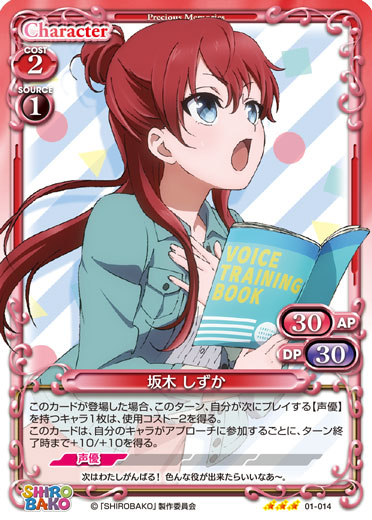 Precious Memories
Character
COST
2
SOURCE
1
VOICE
TRAINING
BOOK
30 AP
DP 30
坂木 しずか
このカードが登場した場合、このターン、自分が次にプレイする【声優】
を持つキャラ1枚は、使用コスト−2を得る。
このカードは、自分のキャラがアプローチに参加するごとに、ターン終
了時まで+10/+10を得る。
声優
次はわたしがんばる! 色んな役が出来たらいいなあ〜。
SHIRO
BAKO
©「SHIROBAKO」製作委員会
01-014